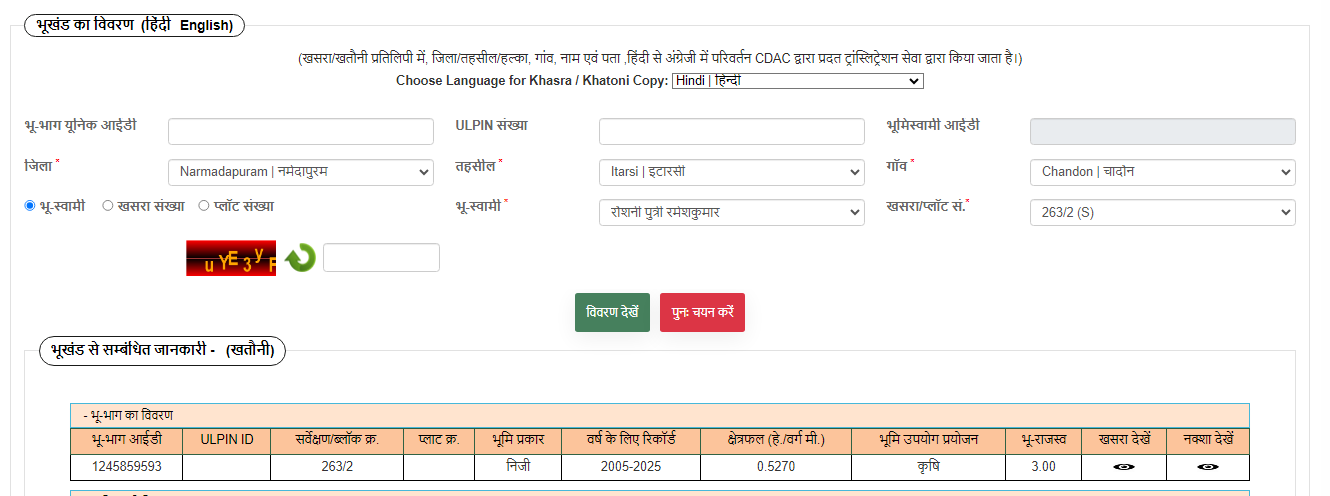 भूखंड का विवरण (हिंदी English)
(खसरा/खतौनी प्रतिलिपी में, जिला/तहसील/हल्का, गांव, नाम एवं पता ,हिंदी से अंग्रेजी में परिवर्तन CDAC द्वारा प्रदत ट्रांस्लिट्रेशन सेवा द्वारा किया जाता है।)
Choose Language for Khasra / Khatoni Copy: Hindi | हिन्दी
भू-भाग यूनिक आईडी ULPIN संख्या भूमिस्वामी आईडी
जिला * Narmadapuram | नर्मदापुरम तहसील * Itarsi | इटारसी गॉव * Chandon | चादौन
भू-स्वामी खसरा संख्या प्लॉट संख्या भू-स्वामी * रोशनी पुत्री रमेशकुमार खसरा/प्लॉट सं.* 263/2 (S)
uYE3y
विवरण देखें पुनः चयन करें
भूखंड से सम्बंधित जानकारी - (खतौनी)
- भू-भाग का विवरण
भू-भाग आईडी ULPIN ID सर्वेक्षण/ब्लॉक क्र. प्लाट क्र. भूमि प्रकार वर्ष के लिए रिकॉर्ड क्षेत्रफल (हे./वर्ग मी.) भूमि उपयोग प्रयोजन भू-राजस्व खसरा देखें नक्शा देखें
1245859593 263/2 निजी 2005-2025 0.5270 कृषि 3.00